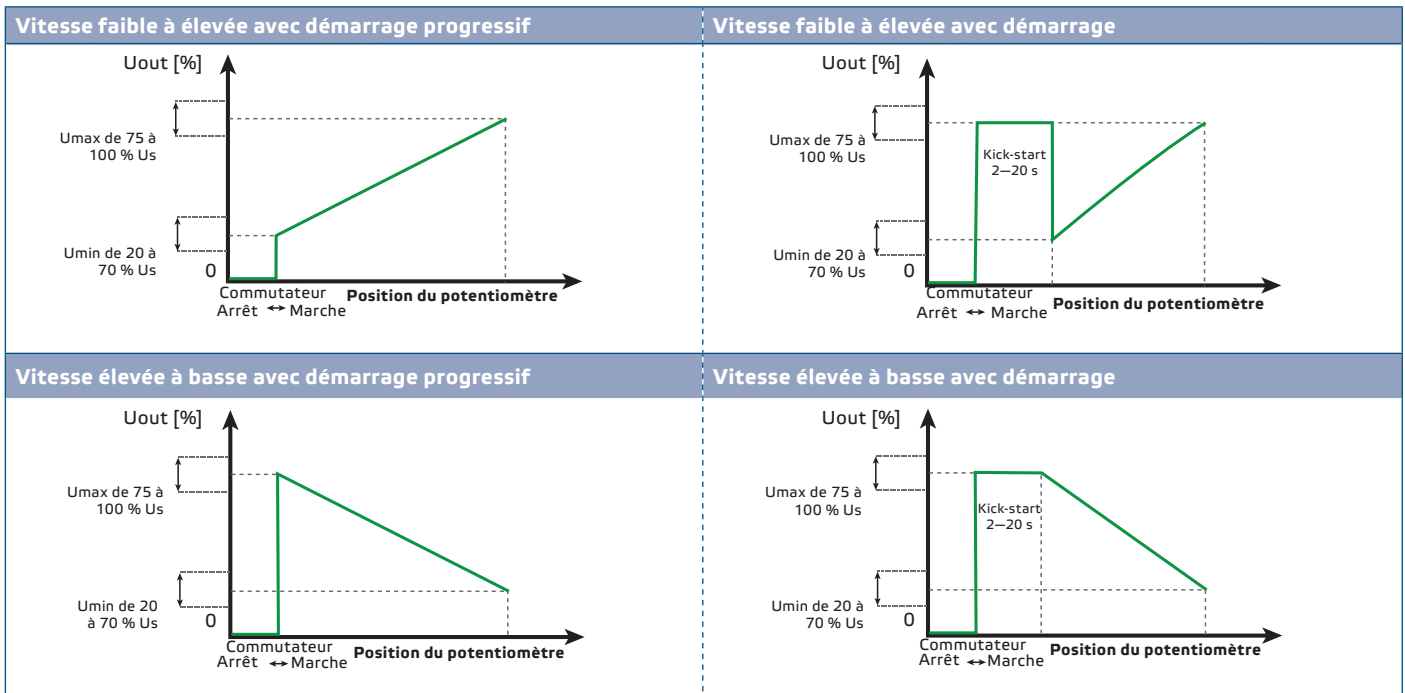 Vitesse faible à élevée avec démarrage progressif
Uout [%]
Umax de 75 à
100 % Us
Umin de 20 à
70 % Us
0
Commutateur
Arrêt ↔ Marche
Position du potentiomètre
Vitesse faible à élevée avec démarrage
Uout [%]
Umax de 75 à
100 % Us
Kick-start
2—20 s
Umin de 20 à
70 % Us
0
Commutateur
Arrêt ↔ Marche
Position du potentiomètre
Vitesse élevée à basse avec démarrage progressif
Uout [%]
Umax de 75 à
100 % Us
Umin de 20
à 70 % Us
0
Commutateur
Arrêt ↔ Marche
Position du potentiomètre
Vitesse élevée à basse avec démarrage
Uout [%]
Umax de 75 à
100 % Us
Kick-start
2—20 s
Umin de 20 à
70 % Us
0
Commutateur
Arrêt ↔ Marche
Position du potentiomètre